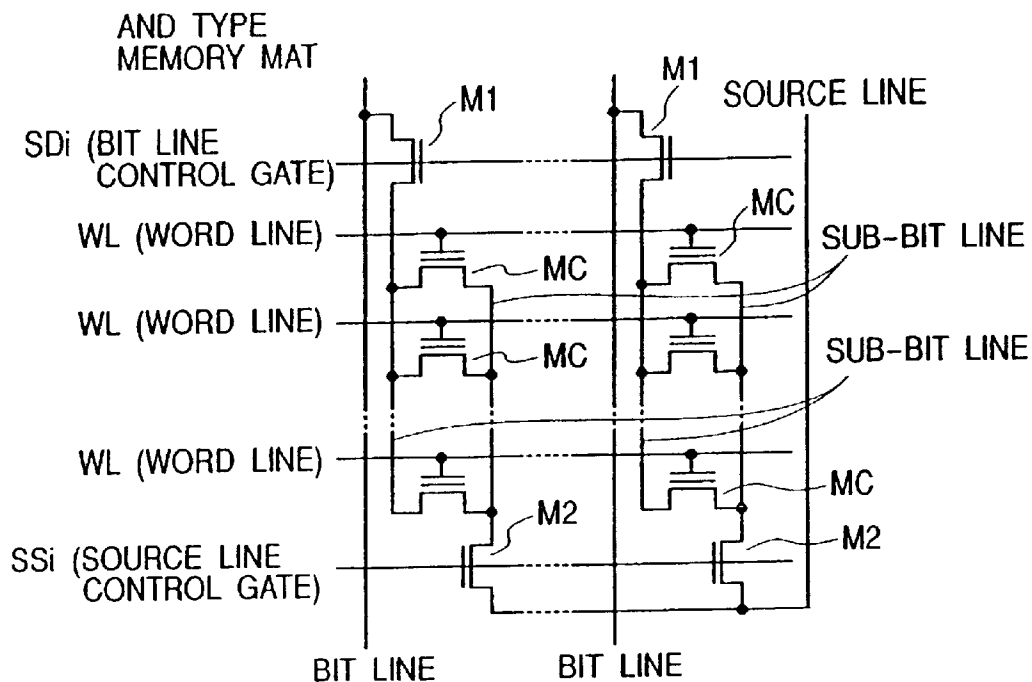 AND TYPE
MEMORY MAT
M1
M1
SOURCE LINE
SDi (BIT LINE
CONTROL GATE)
MC
WL (WORD LINE)
SUB-BIT LINE
MC
WL (WORD LINE)
SUB-BIT LINE
MC
WL (WORD LINE)
MC
M2
M2
SSi (SOURCE LINE
CONTROL GATE)
BIT LINE
BIT LINE